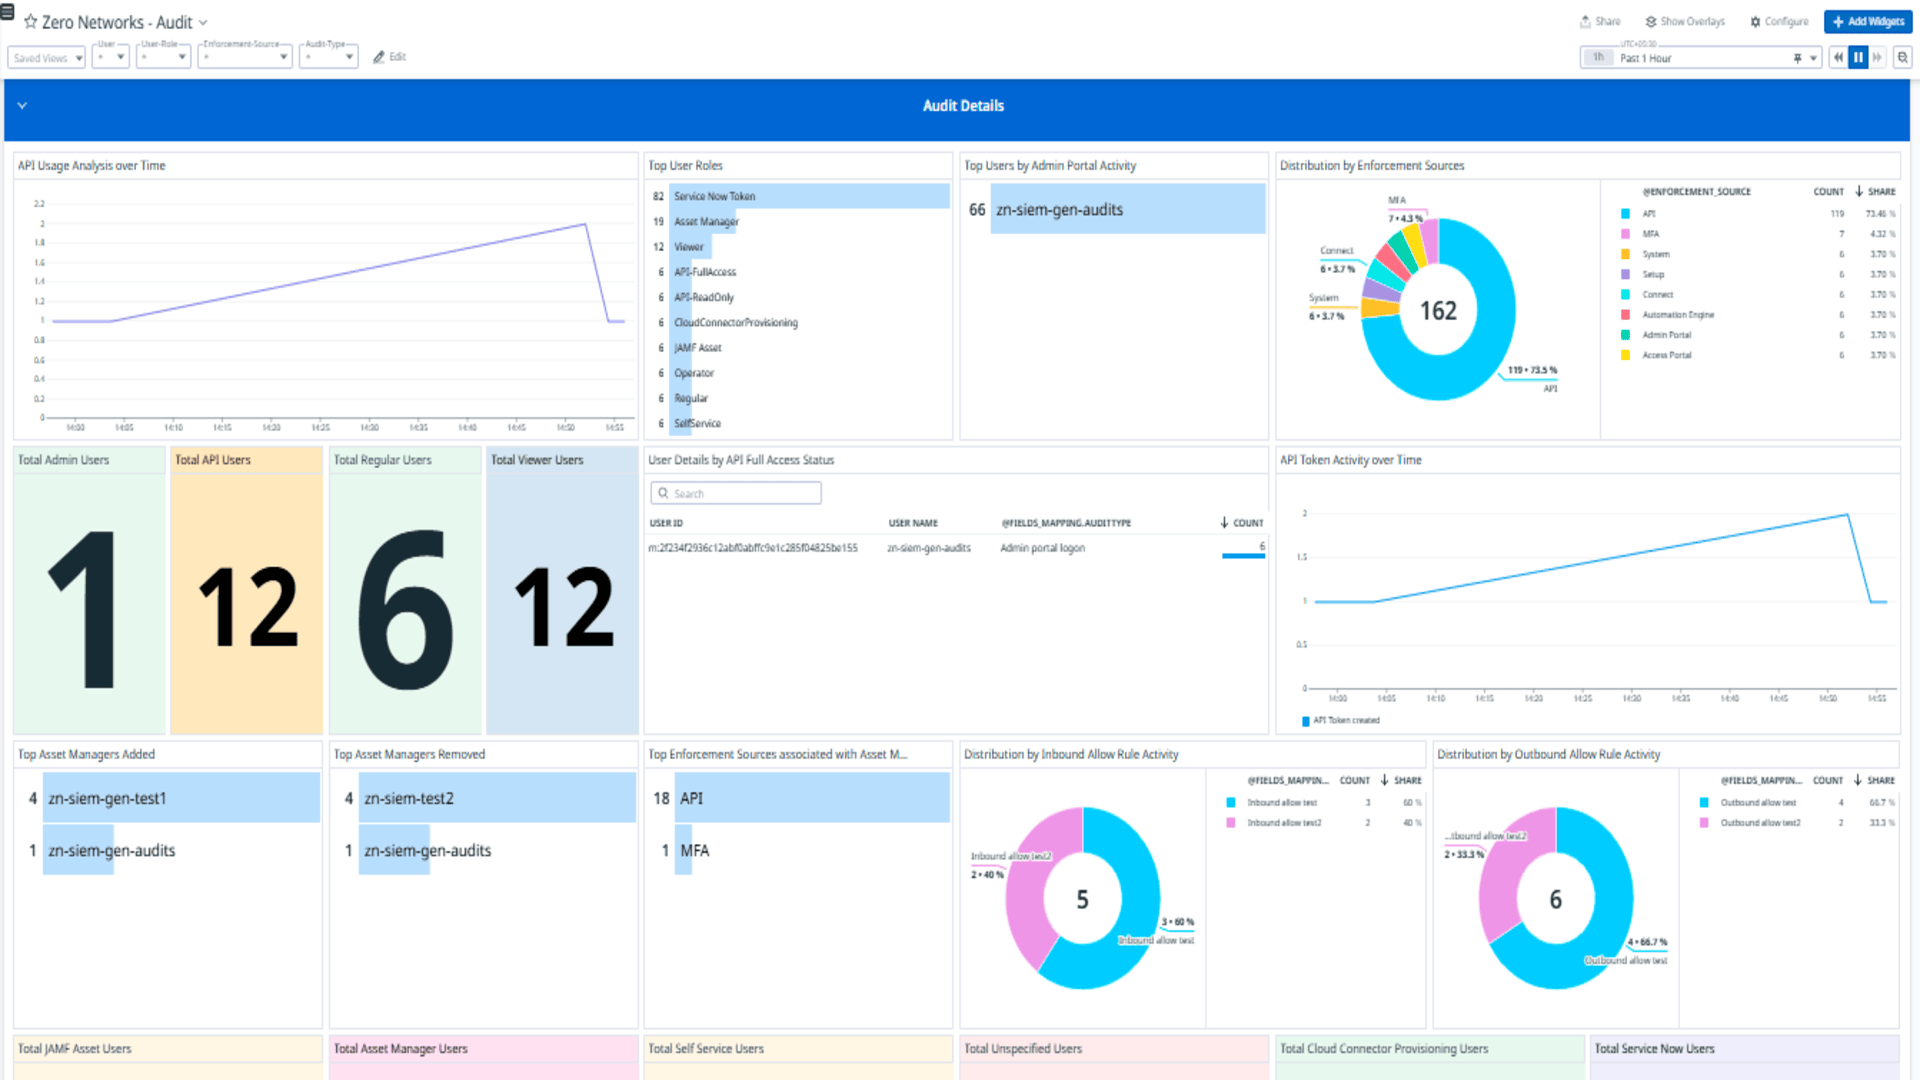 Zero Networks - Audit
Share
Show Overlays
Configure
+ Add Widgets
Saved Views
User
*
User-Role
*
Enforcement-Source
*
Audit-Type
*
Edit
UTC+05:30
1h
Past 1 Hour
Audit Details
API Usage Analysis over Time
2.2
2
1.8
1.6
1.4
1.2
1
0.8
0.6
0.4
0.2
0
14:00 14:05 14:10 14:15 14:20 14:25 14:30 14:35 14:40 14:45 14:50 14:55
Top User Roles
82 Service Now Token
19 Asset Manager
12 Viewer
6 API-FullAccess
6 API-ReadOnly
6 CloudConnectorProvisioning
6 JAMF Asset
6 Operator
6 Regular
6 SelfService
Top Users by Admin Portal Activity
66 zn-siem-gen-audits
Distribution by Enforcement Sources
MFA
7 • 4.3 %
Connect
6 • 3.7 %
System
6 • 3.7 %
162
119 • 73.5 %
API
@ENFORCEMENT_SOURCE COUNT SHARE
API 119 73.46 %
MFA 7 4.32 %
System 6 3.70 %
Setup 6 3.70 %
Connect 6 3.70 %
Automation Engine 6 3.70 %
Admin Portal 6 3.70 %
Access Portal 6 3.70 %
Total Admin Users
1
Total API Users
12
Total Regular Users
6
Total Viewer Users
12
User Details by API Full Access Status
Search
USER ID USER NAME @FIELDS_MAPPING.AUDITTYPE COUNT
m:2f234f2936c12abf0abffc9e1c285f04825be155 zn-siem-gen-audits Admin portal logon 6
API Token Activity over Time
2
1.5
1
0.5
0
14:00 14:05 14:10 14:15 14:20 14:25 14:30 14:35 14:40 14:45 14:50 14:55
API Token created
Top Asset Managers Added
4 zn-siem-gen-test1
1 zn-siem-gen-audits
Top Asset Managers Removed
4 zn-siem-test2
1 zn-siem-gen-audits
Top Enforcement Sources associated with Asset M...
18 API
1 MFA
Distribution by Inbound Allow Rule Activity
Inbound allow test2
2 • 40 %
5
3 • 60 %
Inbound allow test
@FIELDS_MAPPIN... COUNT SHARE
Inbound allow test 3 60 %
Inbound allow test2 2 40 %
Distribution by Outbound Allow Rule Activity
...tbound allow test2
2 • 33.3 %
6
4 • 66.7 %
Outbound allow test
@FIELDS_MAPPIN... COUNT SHARE
Outbound allow test 4 66.7 %
Outbound allow test2 2 33.3 %
Total JAMF Asset Users
Total Asset Manager Users
Total Self Service Users
Total Unspecified Users
Total Cloud Connector Provisioning Users
Total Service Now Users